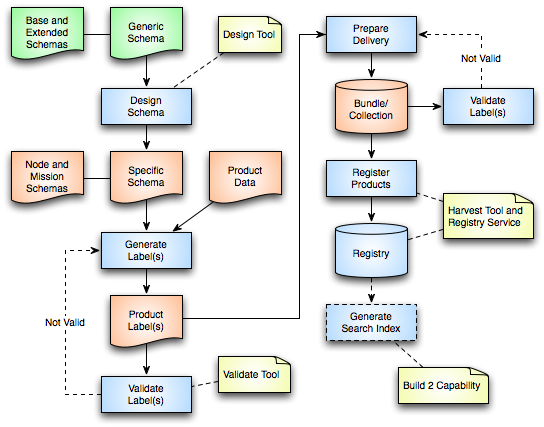 Base and
Extended
Schemas
Generic
Schema
Design Tool
Design
Schema
Node and
Mission
Schemas
Specific
Schema
Product
Data
Generate
Label(s)
Not Valid
Product
Label(s)
Validate
Label(s)
Validate Tool
Prepare
Delivery
Not Valid
Bundle/
Collection
Validate
Label(s)
Register
Products
Harvest Tool and
Registry Service
Registry
Generate
Search Index
Build 2 Capability